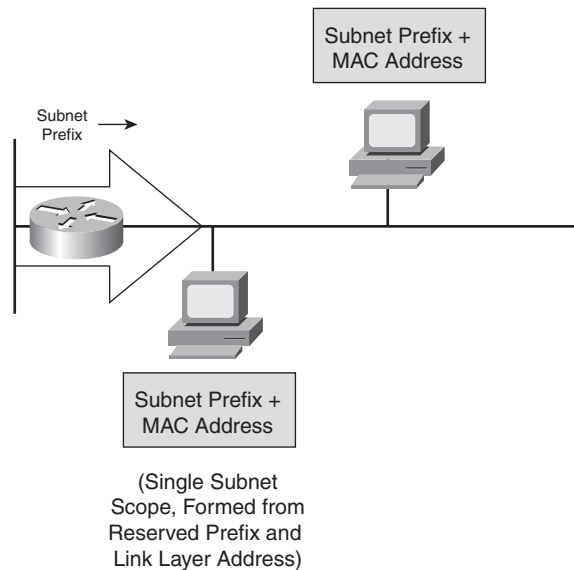 Subnet Prefix +
MAC Address
Subnet
Prefix
Subnet Prefix +
MAC Address
(Single Subnet
Scope, Formed from
Reserved Prefix and
Link Layer Address)